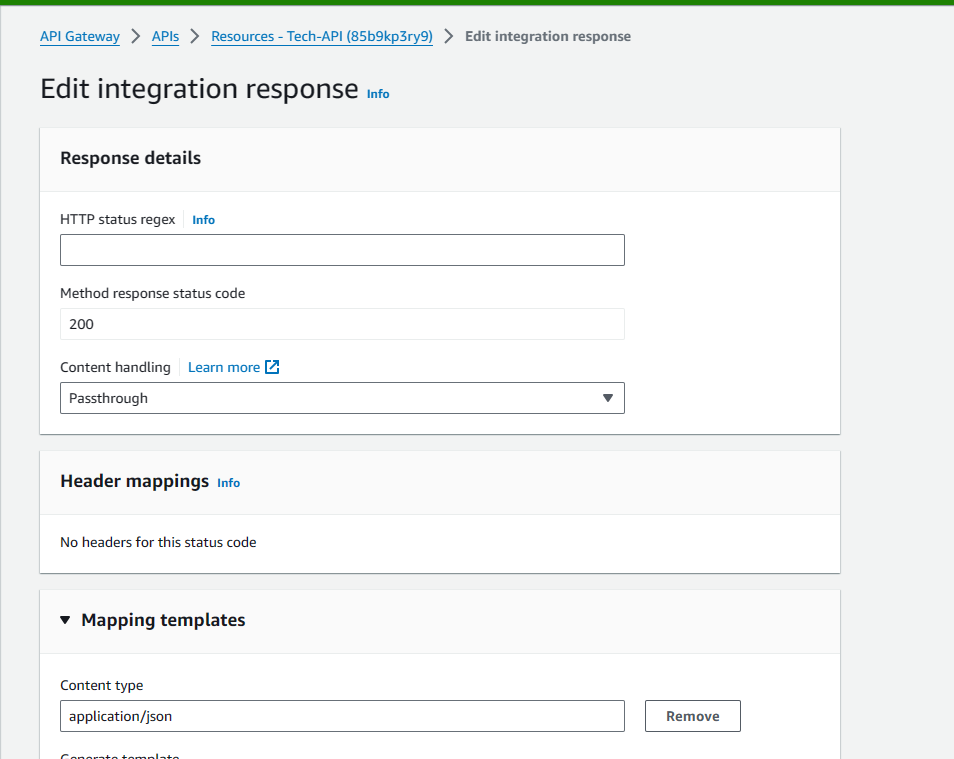 API Gateway > APIs > Resources - Tech-API (85b9kp3ry9) > Edit integration response
Edit integration response Info
Response details
HTTP status regex Info
Method response status code
200
Content handling Learn more
Passthrough
Header mappings Info
No headers for this status code
Mapping templates
Content type
application/json Remove
Generate template